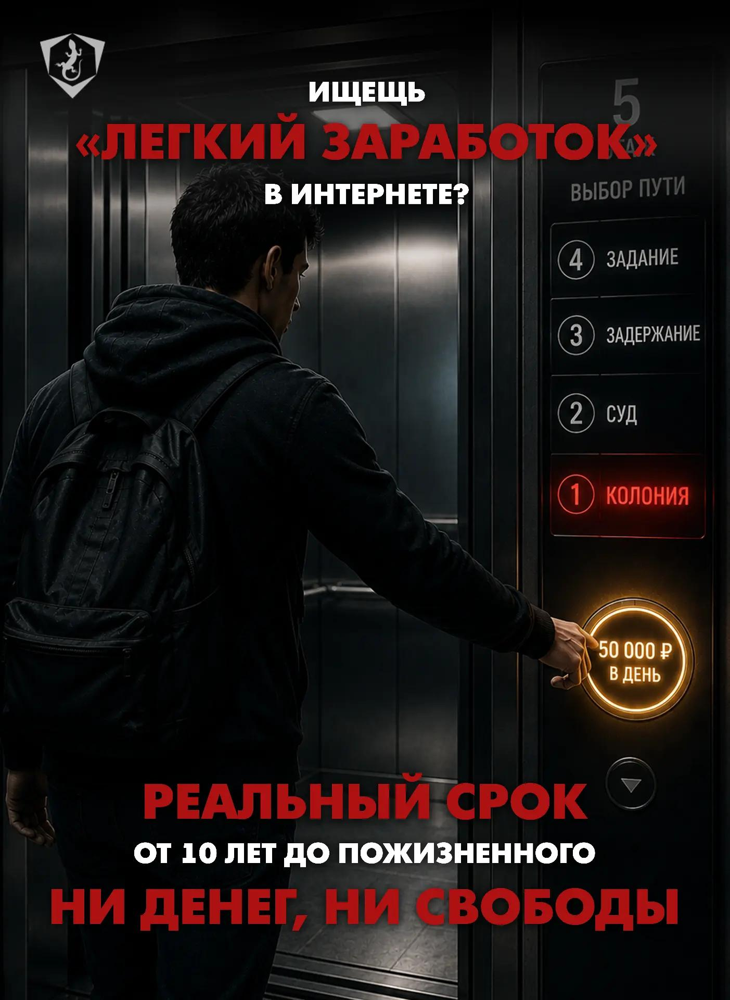 ИЩЕЩЬ
«ЛЕГКИЙ ЗАРАБОТОК»
В ИНТЕРНЕТЕ?
5
ВЫБОР ПУТИ
4 ЗАДАНИЕ
3 ЗАДЕРЖАНИЕ
2 СУД
1 КОЛОНИЯ
50 000 ₽
В ДЕНЬ
РЕАЛЬНЫЙ СРОК
ОТ 10 ЛЕТ ДО ПОЖИЗНЕННОГО
НИ ДЕНЕГ, НИ СВОБОДЫ